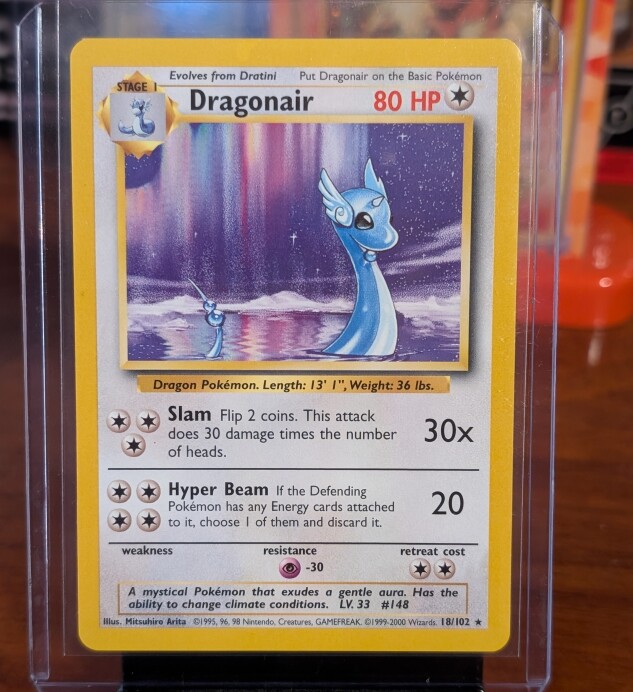 Evolves from Dratini Put Dragonair on the Basic Pokémon
STAGE 1
Dragonair 80 HP
Dragon Pokémon. Length: 13' 1", Weight: 36 lbs.
Slam Flip 2 coins. This attack
does 30 damage times the number
of heads.
30x
Hyper Beam If the Defending
Pokémon has any Energy cards attached
to it, choose 1 of them and discard it.
20
weakness resistance retreat cost
-30
A mystical Pokémon that exudes a gentle aura. Has the
ability to change climate conditions. LV. 33 #148
Illus. Mitsuhiro Arita ©1995, 96, 98 Nintendo, Creatures, GAMEFREAK. ©1999-2000 Wizards. 18/102 ★